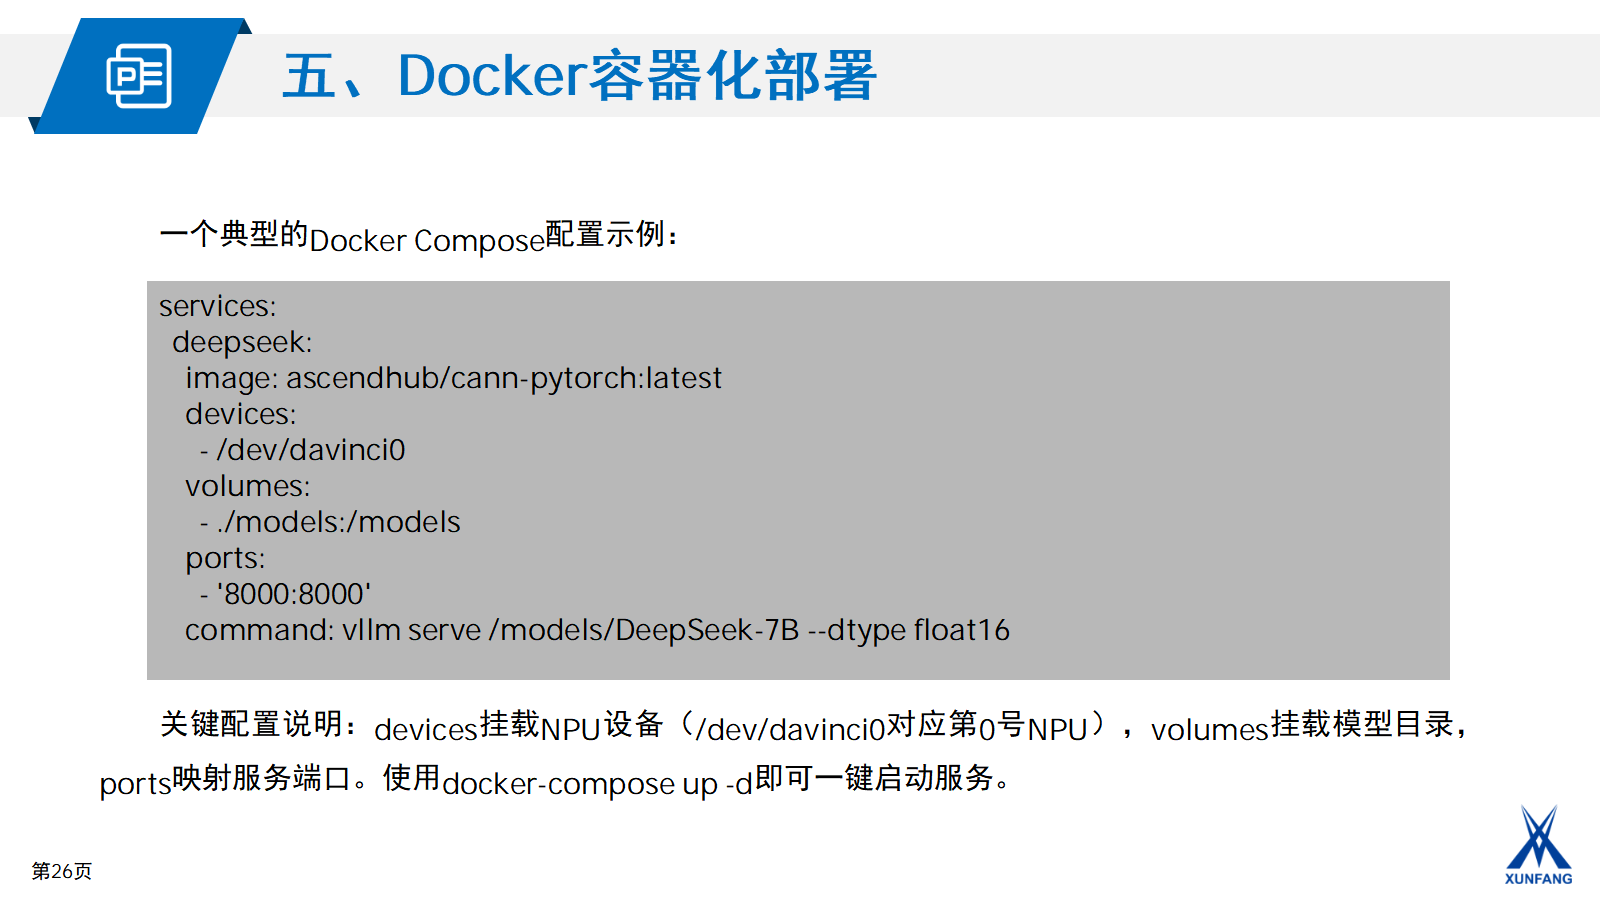 五、Docker容器化部署
一个典型的Docker Compose配置示例：
services:
  deepseek:
    image: ascendhub/cann-pytorch:latest
    devices:
      - /dev/davinci0
    volumes:
      - ./models:/models
    ports:
      - '8000:8000'
    command: vllm serve /models/DeepSeek-7B --dtype float16
关键配置说明：devices挂载NPU设备（/dev/davinci0对应第0号NPU），volumes挂载模型目录，
ports映射服务端口。使用docker-compose up -d即可一键启动服务。
第26页
XUNFANG